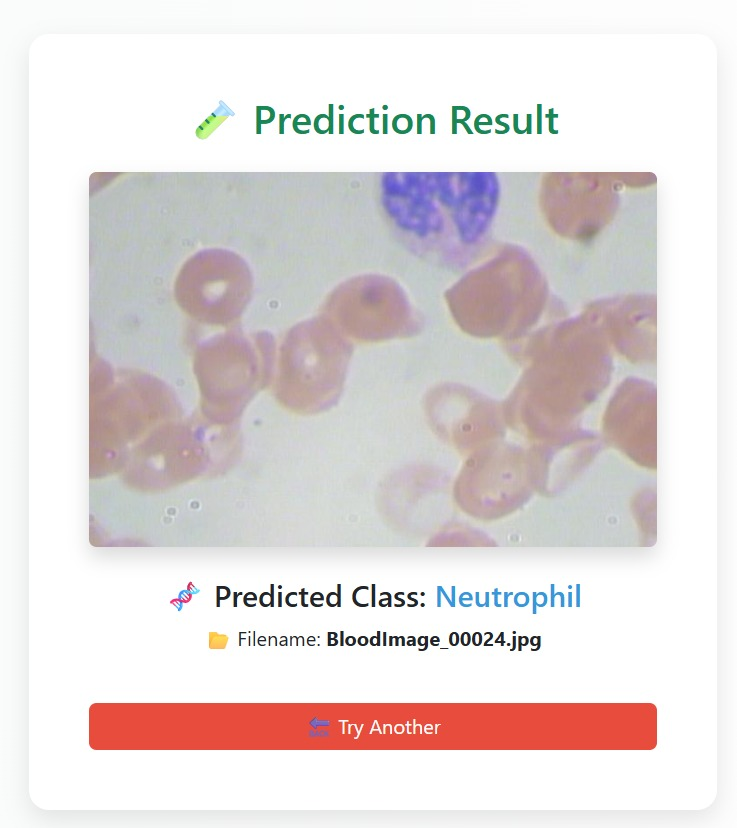 Prediction Result
Predicted Class: Neutrophil
Filename: BloodImage_00024.jpg
Try Another